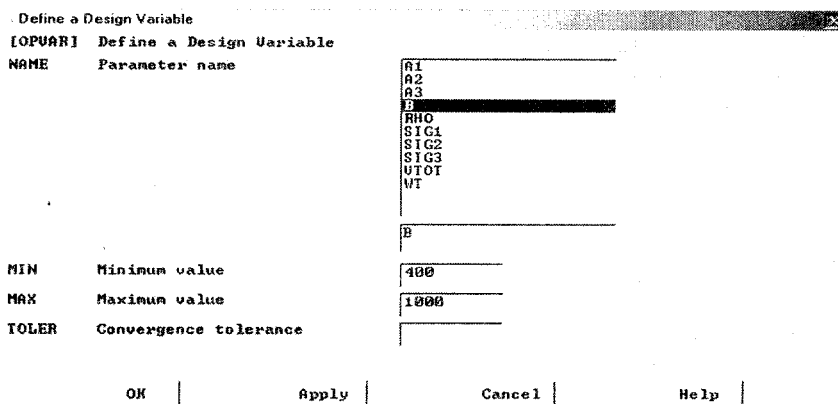 Define a Design Variable
[OPVAR] Define a Design Variable
NAME Parameter name
A1
A2
A3
B
RHO
SIG1
SIG2
SIG3
VTOT
WT
B
MIN Minimum value 400
MAX Maximum value 1000
TOLER Convergence tolerance
OK Apply Cancel Help